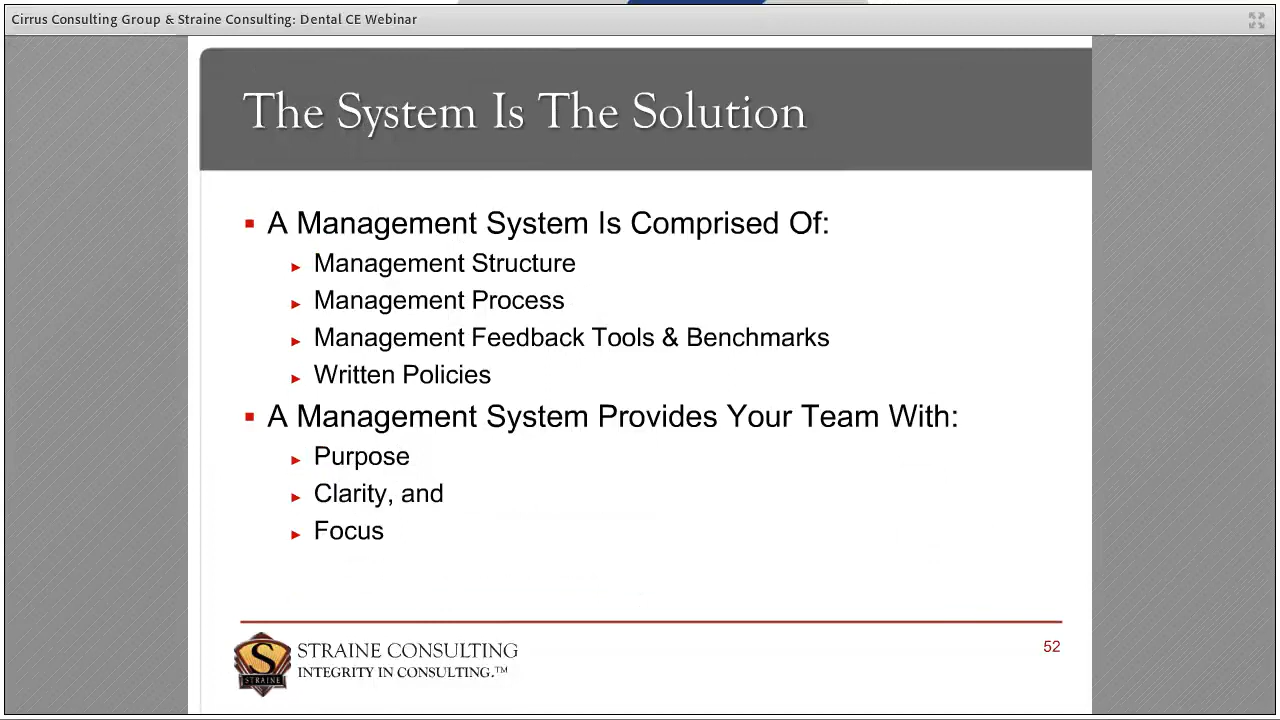 Cirrus Consulting Group & Straine Consulting: Dental CE Webinar
The System Is The Solution
A Management System Is Comprised Of:
Management Structure
Management Process
Management Feedback Tools & Benchmarks
Written Policies
A Management System Provides Your Team With:
Purpose
Clarity, and
Focus
S
STRAINE
STRAINE CONSULTING
INTEGRITY IN CONSULTING.™
52